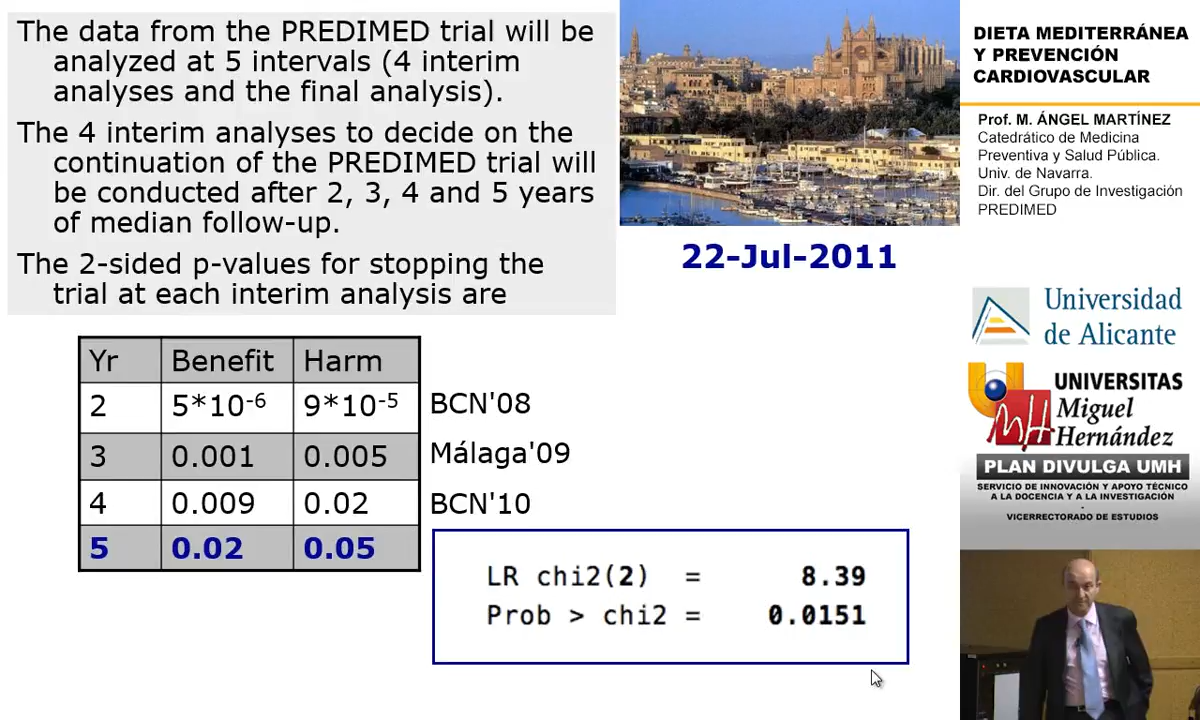 The data from the PREDIMED trial will be
analyzed at 5 intervals (4 interim
analyses and the final analysis).
The 4 interim analyses to decide on the
continuation of the PREDIMED trial will
be conducted after 2, 3, 4 and 5 years
of median follow-up.
The 2-sided p-values for stopping the
trial at each interim analysis are
22-Jul-2011
Yr Benefit Harm
2 5*10-6 9*10-5 BCN'08
3 0.001 0.005 Málaga'09
4 0.009 0.02 BCN'10
5 0.02 0.05
LR chi2(2) = 8.39
Prob > chi2 = 0.0151
DIETA MEDITERRÁNEA
Y PREVENCIÓN
CARDIOVASCULAR
Prof. M. ÁNGEL MARTÍNEZ
Catedrático de Medicina
Preventiva y Salud Pública.
Univ. de Navarra.
Dir. del Grupo de Investigación
PREDIMED
Universidad
de Alicante
UNIVERSITAS
Miguel
Hernández
PLAN DIVULGA UMH
SERVICIO DE INNOVACIÓN Y APOYO TÉCNICO
A LA DOCENCIA Y A LA INVESTIGACIÓN
-
VICERRECTORADO DE ESTUDIOS